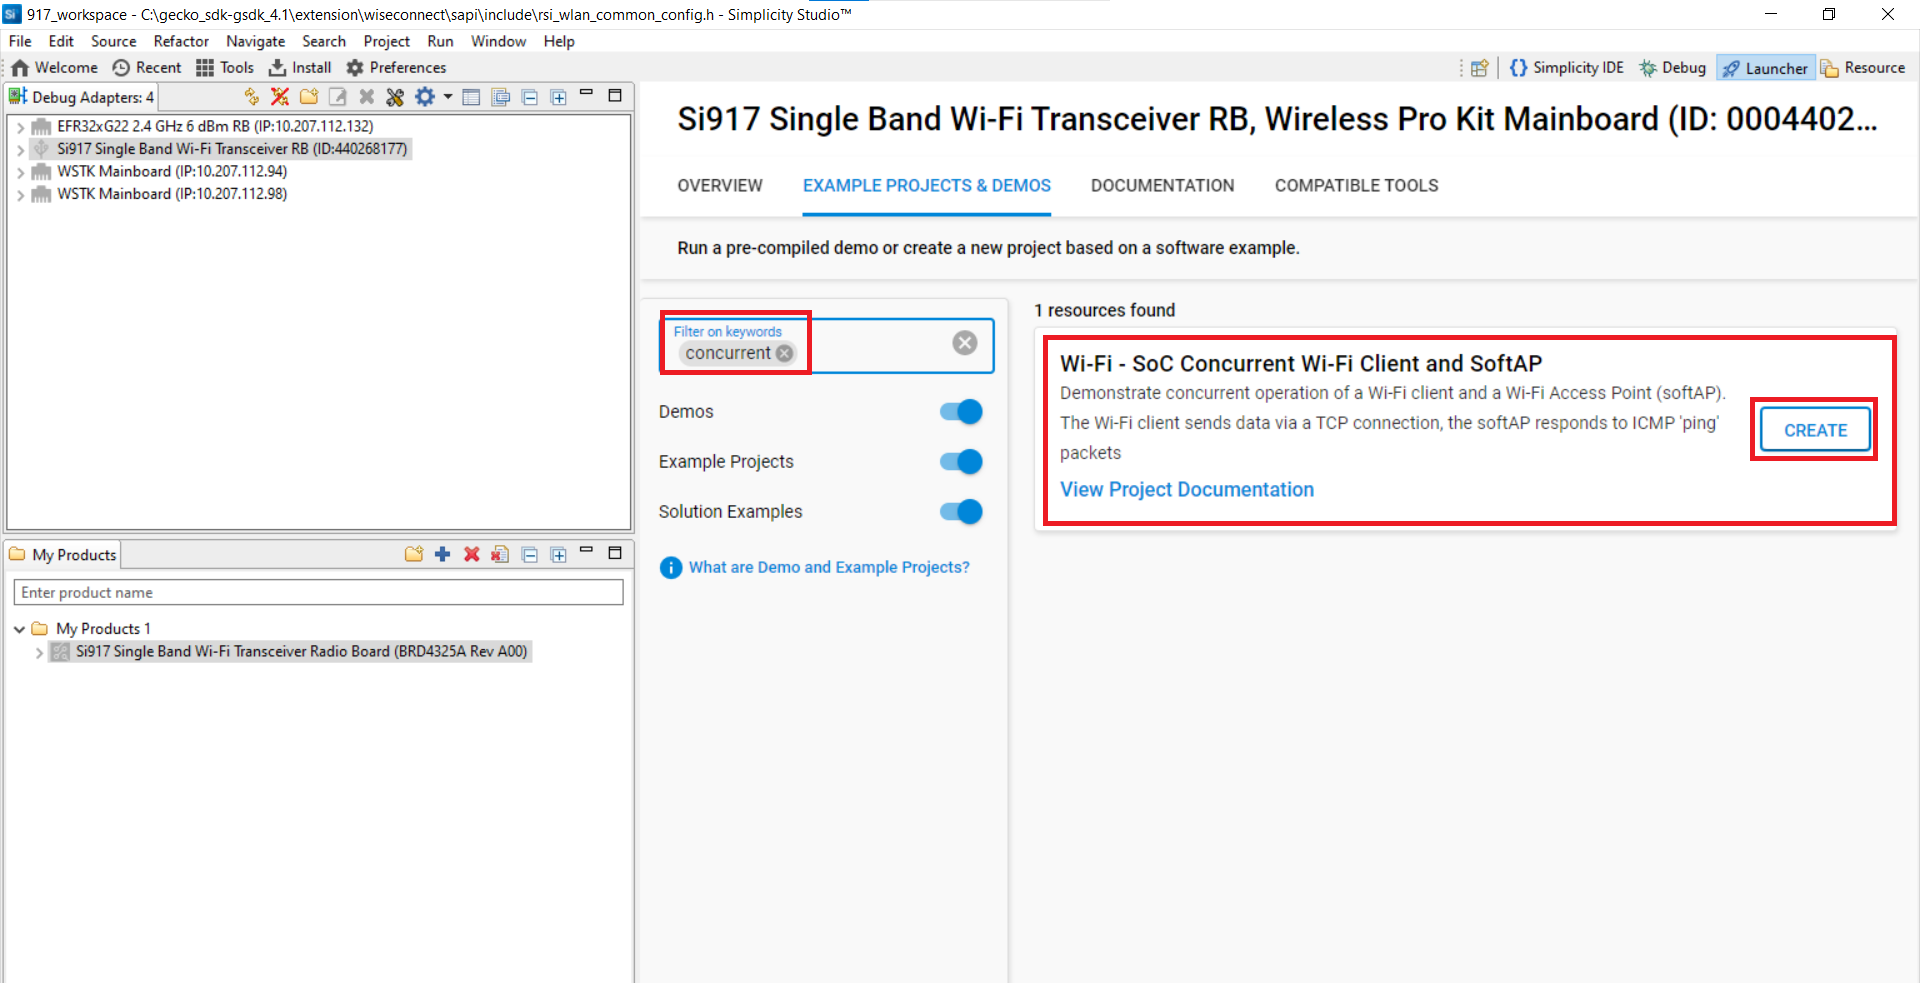 Si
917_workspace - C:\gecko_sdk-gsdk_4.1\extension\wiseconnect\sapi\include\rsi_wlan_common_config.h - Simplicity Studio™
File Edit Source Refactor Navigate Search Project Run Window Help
Welcome Recent Tools Install Preferences
Simplicity IDE Debug Launcher Resource
Debug Adapters: 4
EFR32xG22 2.4 GHz 6 dBm RB (IP:10.207.112.132)
Si917 Single Band Wi-Fi Transceiver RB (ID:440268177)
WSTK Mainboard (IP:10.207.112.94)
WSTK Mainboard (IP:10.207.112.98)
My Products
Enter product name
My Products 1
Si917 Single Band Wi-Fi Transceiver Radio Board (BRD4325A Rev A00)
Si917 Single Band Wi-Fi Transceiver RB, Wireless Pro Kit Mainboard (ID: 0004402...
OVERVIEW EXAMPLE PROJECTS & DEMOS DOCUMENTATION COMPATIBLE TOOLS
Run a pre-compiled demo or create a new project based on a software example.
Filter on keywords
concurrent
Demos
Example Projects
Solution Examples
What are Demo and Example Projects?
1 resources found
Wi-Fi - SoC Concurrent Wi-Fi Client and SoftAP
Demonstrate concurrent operation of a Wi-Fi client and a Wi-Fi Access Point (softAP).
The Wi-Fi client sends data via a TCP connection, the softAP responds to ICMP 'ping'
packets
View Project Documentation
CREATE